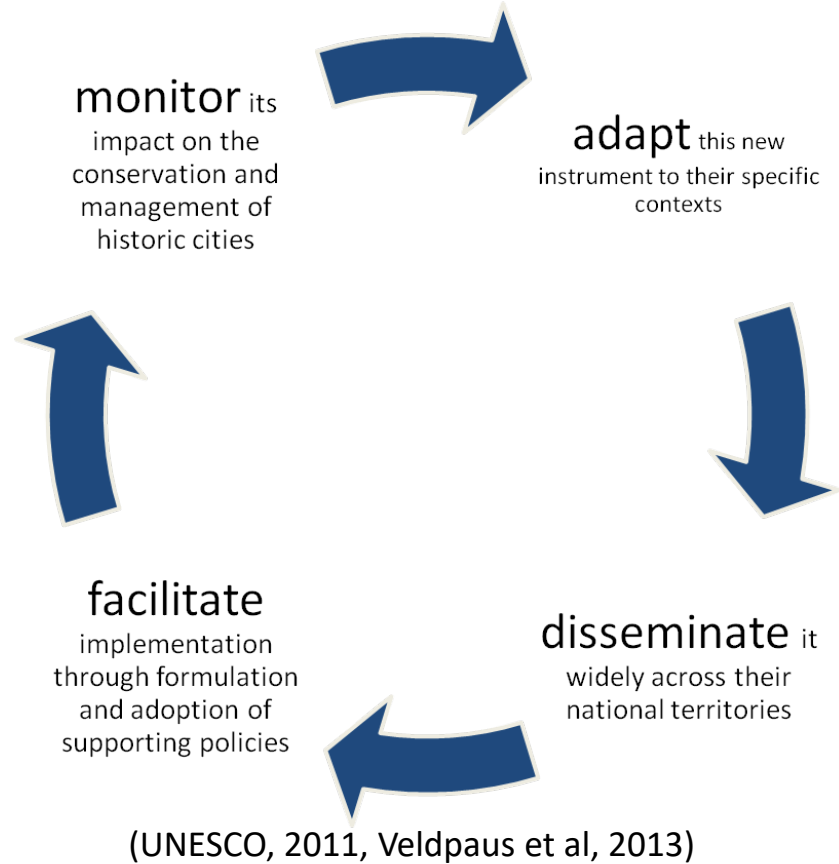 monitor its
impact on the
conservation and
management of
historic cities
adapt this new
instrument to their specific
contexts
disseminate it
widely across their
national territories
facilitate
implementation
through formulation
and adoption of
supporting policies
(UNESCO, 2011, Veldpaus et al, 2013)